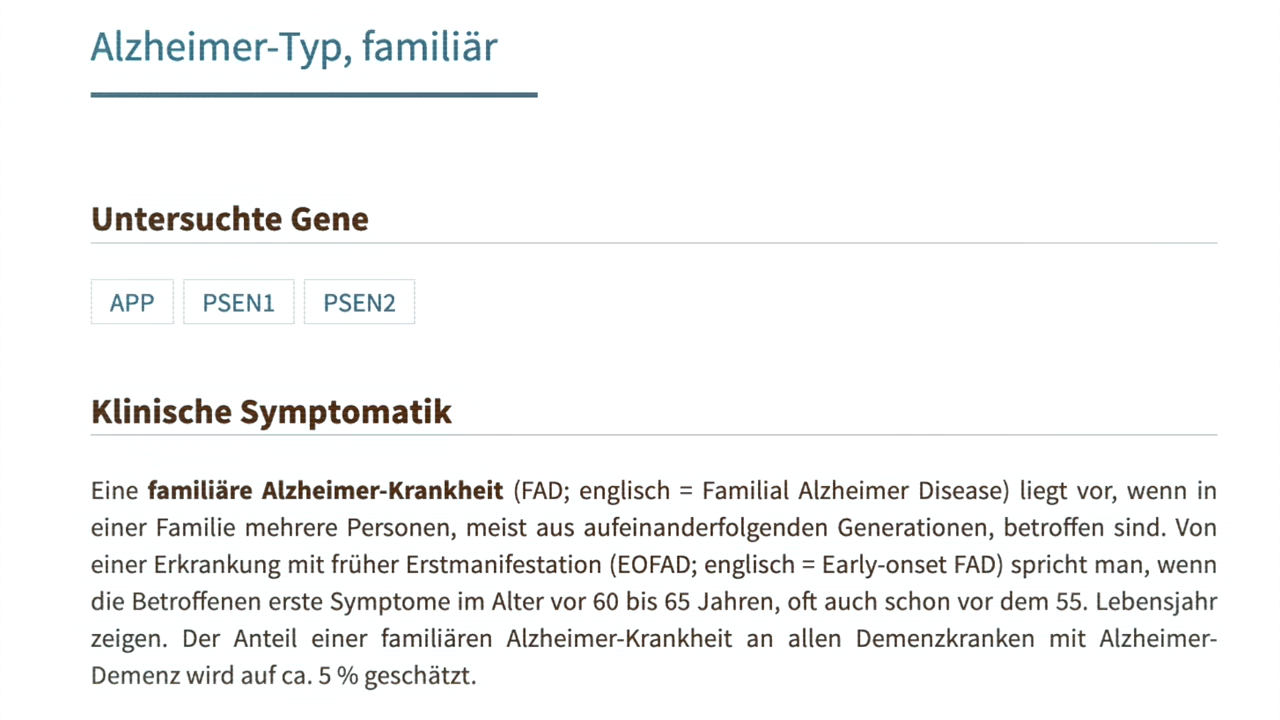 Alzheimer-Typ, familiär
Untersuchte Gene
APP PSEN1 PSEN2
Klinische Symptomatik
Eine familiäre Alzheimer-Krankheit (FAD; englisch = Familial Alzheimer Disease) liegt vor, wenn in
einer Familie mehrere Personen, meist aus aufeinanderfolgenden Generationen, betroffen sind. Von
einer Erkrankung mit früher Erstmanifestation (EOFAD; englisch = Early-onset FAD) spricht man, wenn
die Betroffenen erste Symptome im Alter vor 60 bis 65 Jahren, oft auch schon vor dem 55. Lebensjahr
zeigen. Der Anteil einer familiären Alzheimer-Krankheit an allen Demenzkranken mit Alzheimer-
Demenz wird auf ca. 5 % geschätzt.